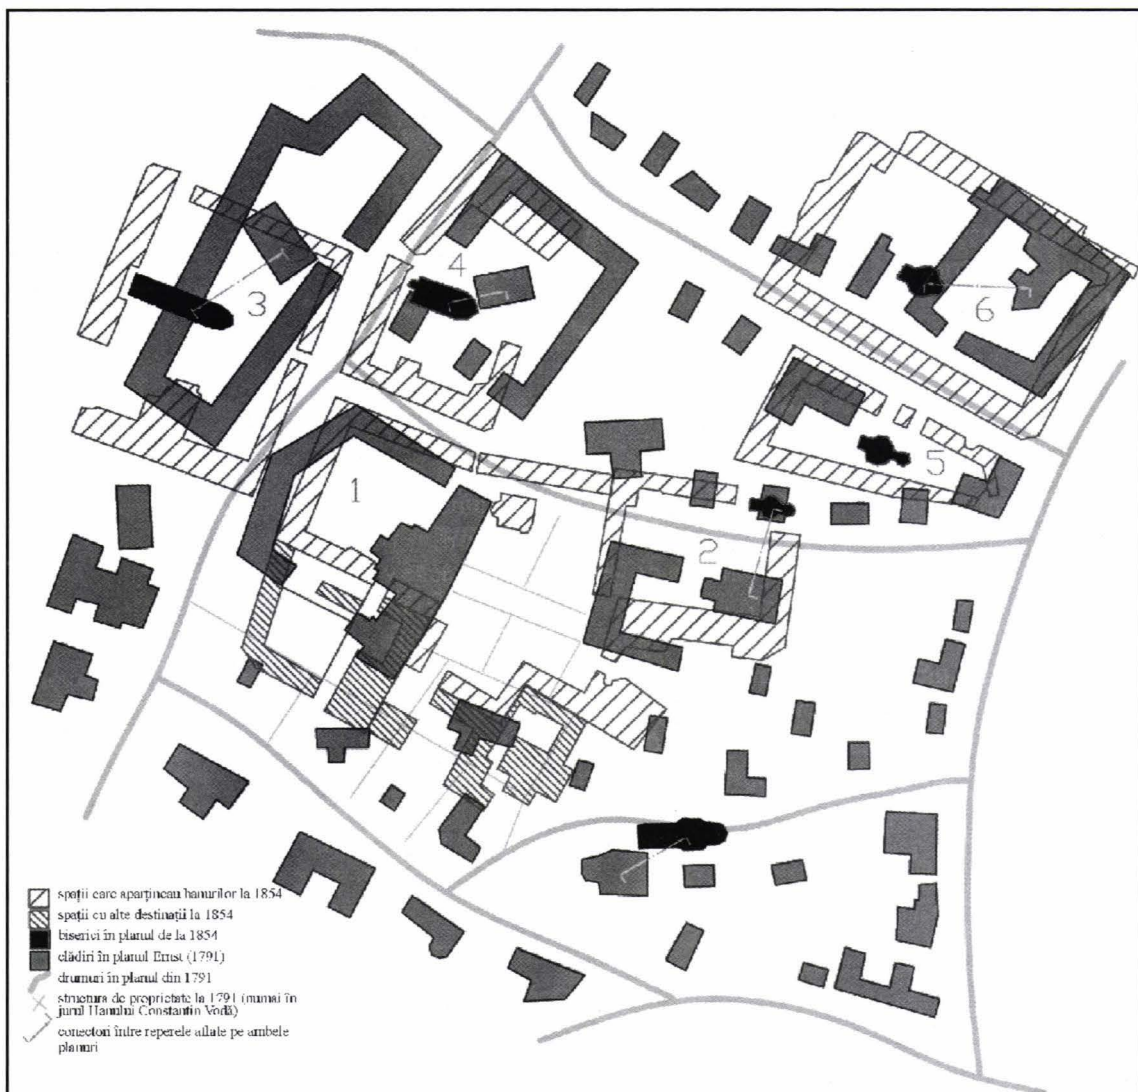 3
4
6
1
5
2
spații care aparțineau hanurilor la 1854
spații cu alte destinații la 1854
biserici în planul de la 1854
clădiri în planul Ernst (1791)
drumuri în planul din 1791
structura de proprietate la 1791 (numai în
jurul Hanului Constantin Vodă)
conectori între reperele aflate pe ambele
planuri